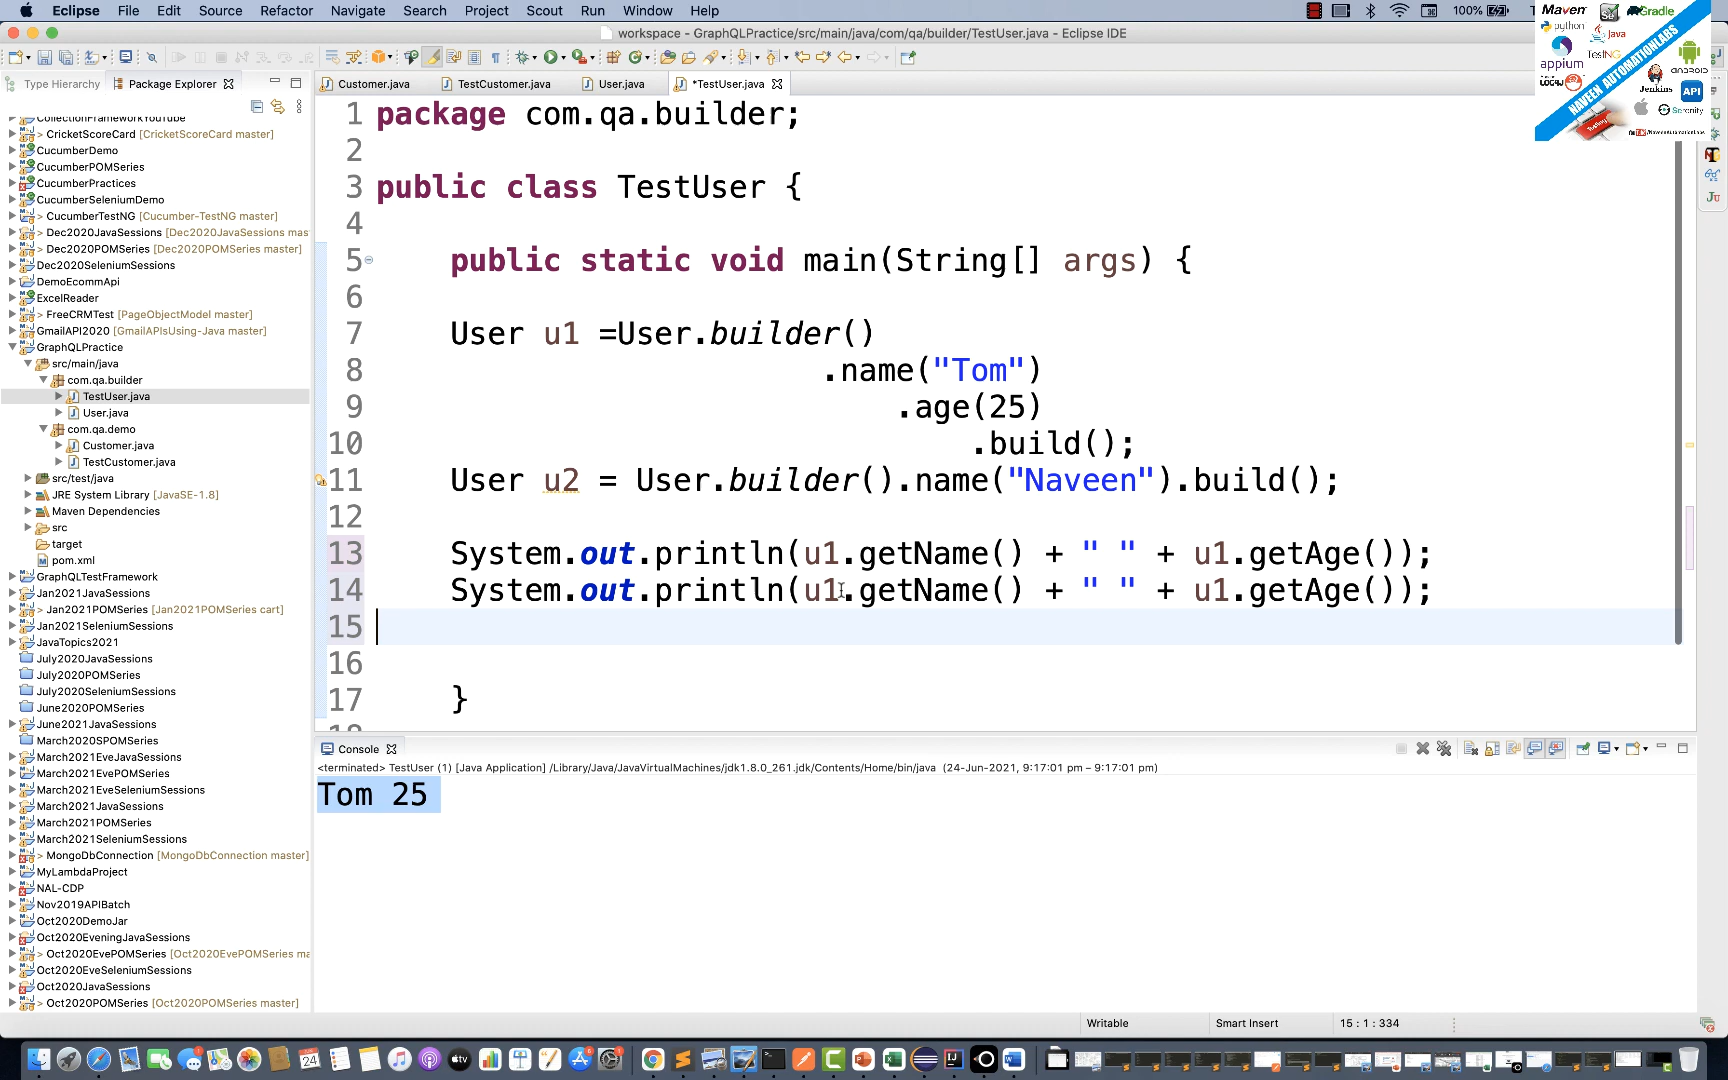 Eclipse File Edit Source Refactor Navigate Search Project Scout Run Window Help 100%
workspace - GraphQLPractice/src/main/java/com/qa/builder/TestUser.java - Eclipse IDE
Type Hierarchy Package Explorer
Customer.java TestCustomer.java User.java *TestUser.java
CollectionFrameworkYouTube
> CricketScoreCard [CricketScoreCard master]
CucumberDemo
CucumberPOMSeries
CucumberPractices
CucumberSeleniumDemo
> CucumberTestNG [Cucumber-TestNG master]
> Dec2020JavaSessions [Dec2020JavaSessions mas
> Dec2020POMSeries [Dec2020POMSeries master]
Dec2020SeleniumSessions
DemoEcommApi
ExcelReader
> FreeCRMTest [PageObjectModel master]
GmailAPI2020 [GmailAPIsUsing-Java master]
GraphQLPractice
src/main/java
com.qa.builder
TestUser.java
User.java
com.qa.demo
Customer.java
TestCustomer.java
src/test/java
JRE System Library [JavaSE-1.8]
Maven Dependencies
src
target
pom.xml
GraphQLTestFramework
Jan2021JavaSessions
> Jan2021POMSeries [Jan2021POMSeries cart]
Jan2021SeleniumSessions
JavaTopics2021
July2020JavaSessions
July2020POMSeries
July2020SeleniumSessions
June2020POMSeries
June2021JavaSessions
March2020SPOMSeries
March2021EveJavaSessions
March2021EvePOMSeries
March2021EveSeleniumSessions
March2021JavaSessions
March2021POMSeries
March2021SeleniumSessions
> MongoDbConnection [MongoDbConnection master]
MyLambdaProject
NAL-CDP
Nov2019APIBatch
Oct2020DemoJar
Oct2020EveningJavaSessions
> Oct2020EvePOMSeries [Oct2020EvePOMSeries ma
Oct2020EveSeleniumSessions
Oct2020JavaSessions
> Oct2020POMSeries [Oct2020POMSeries master]
1 package com.qa.builder;
2
3 public class TestUser {
4
5 public static void main(String[] args) {
6
7 User u1 =User.builder()
8 .name("Tom")
9 .age(25)
10 .build();
11 User u2 = User.builder().name("Naveen").build();
12
13 System.out.println(u1.getName() + " " + u1.getAge());
14 System.out.println(u1.getName() + " " + u1.getAge());
15
16
17 }
Console
<terminated> TestUser (1) [Java Application] /Library/Java/JavaVirtualMachines/jdk1.8.0_261.jdk/Contents/Home/bin/java (24-Jun-2021, 9:17:01 pm – 9:17:01 pm)
Tom 25
Writable Smart Insert 15 : 1 : 334
Maven Se Gradle
python Java
TestNG
appium
ANDROID
LOG4J
Jenkins API
Serenity
NAVEEN AUTOMATIONLABS